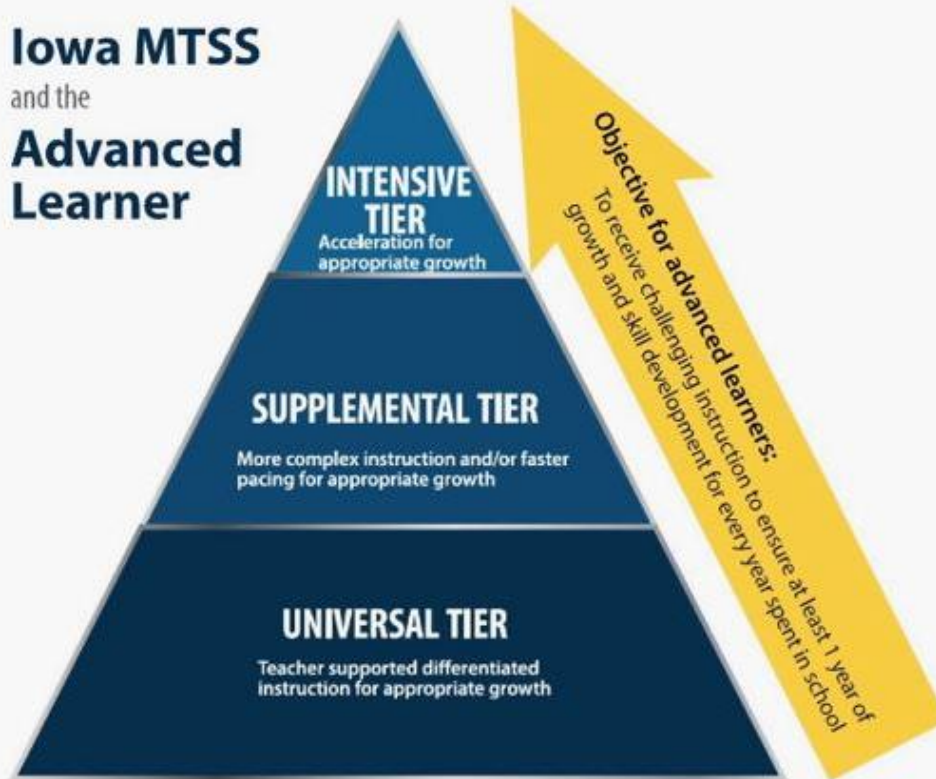 Iowa MTSS
and the
Advanced
Learner
INTENSIVE
TIER
Acceleration for
appropriate growth
SUPPLEMENTAL TIER
More complex instruction and/or faster
pacing for appropriate growth
UNIVERSAL TIER
Teacher supported differentiated
instruction for appropriate growth
Objective for advanced learners:
To receive challenging instruction to ensure at least 1 year of
growth and skill development for every year spent in school